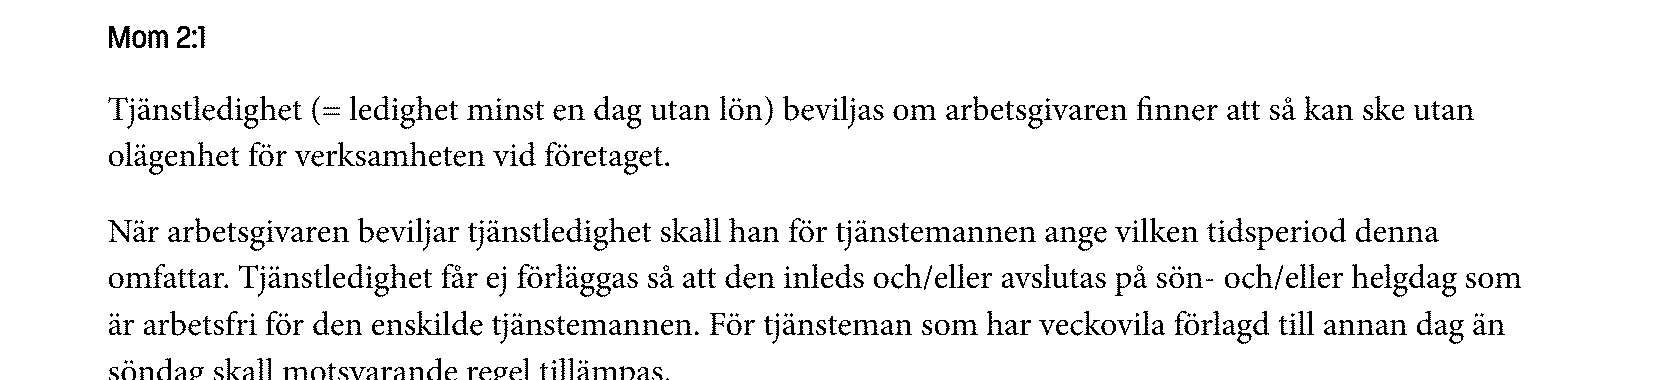 Mom 2:1
Tjänstledighet (= ledighet minst en dag utan lön) beviljas om arbetsgivaren finner att så kan ske utan
olägenhet för verksamheten vid företaget.
När arbetsgivaren beviljar tjänstledighet skall han för tjänstemannen ange vilken tidsperiod denna
omfattar. Tjänstledighet får ej förläggas så att den inleds och/eller avslutas på sön- och/eller helgdag som
är arbetsfri för den enskilde tjänstemannen. För tjänsteman som har veckovila förlagd till annan dag än
söndag skall motsvarande regel tillämpas.